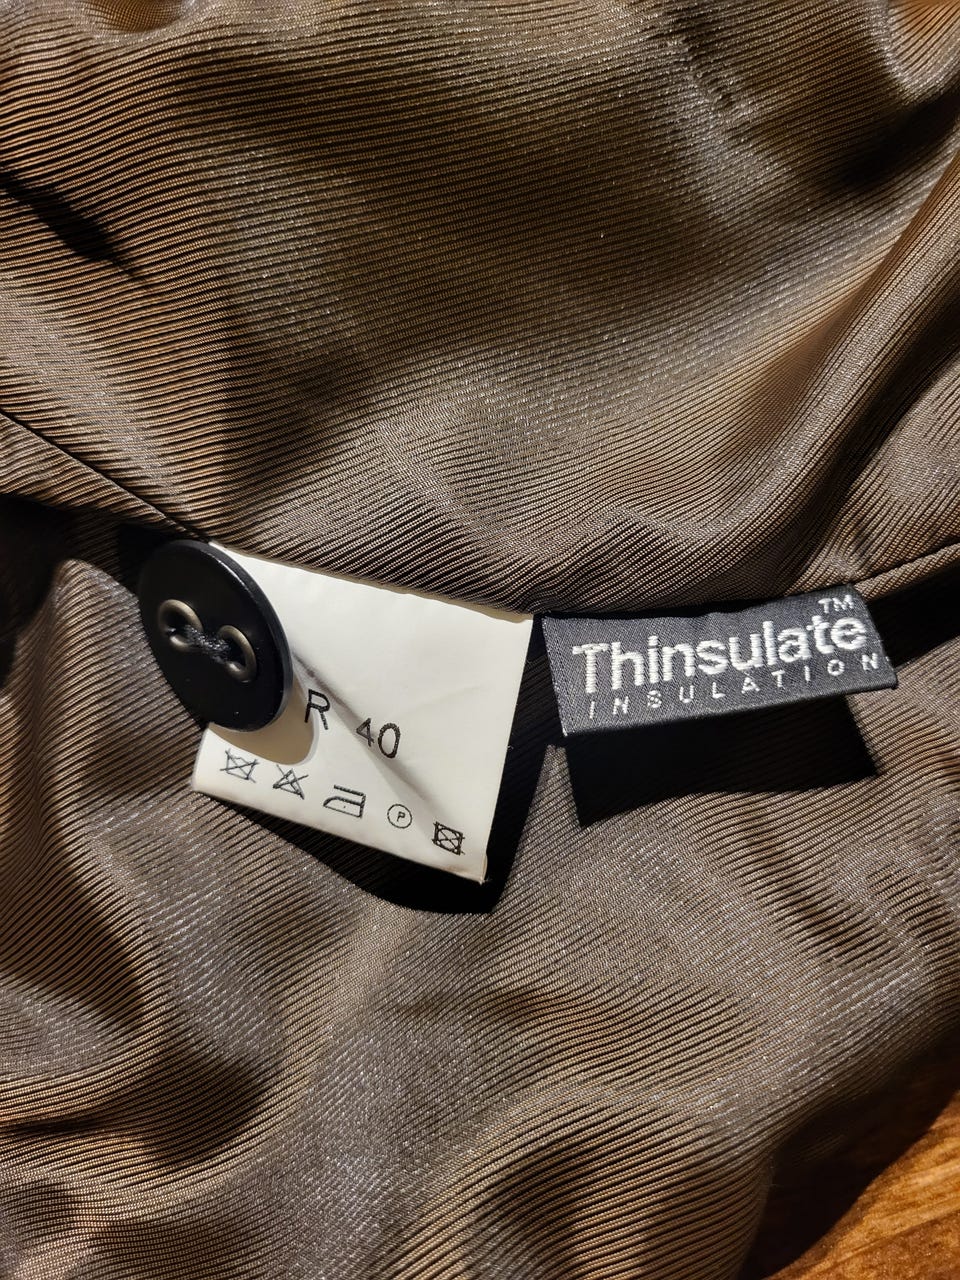 R 40
P
Thinsulate™
INSULATION